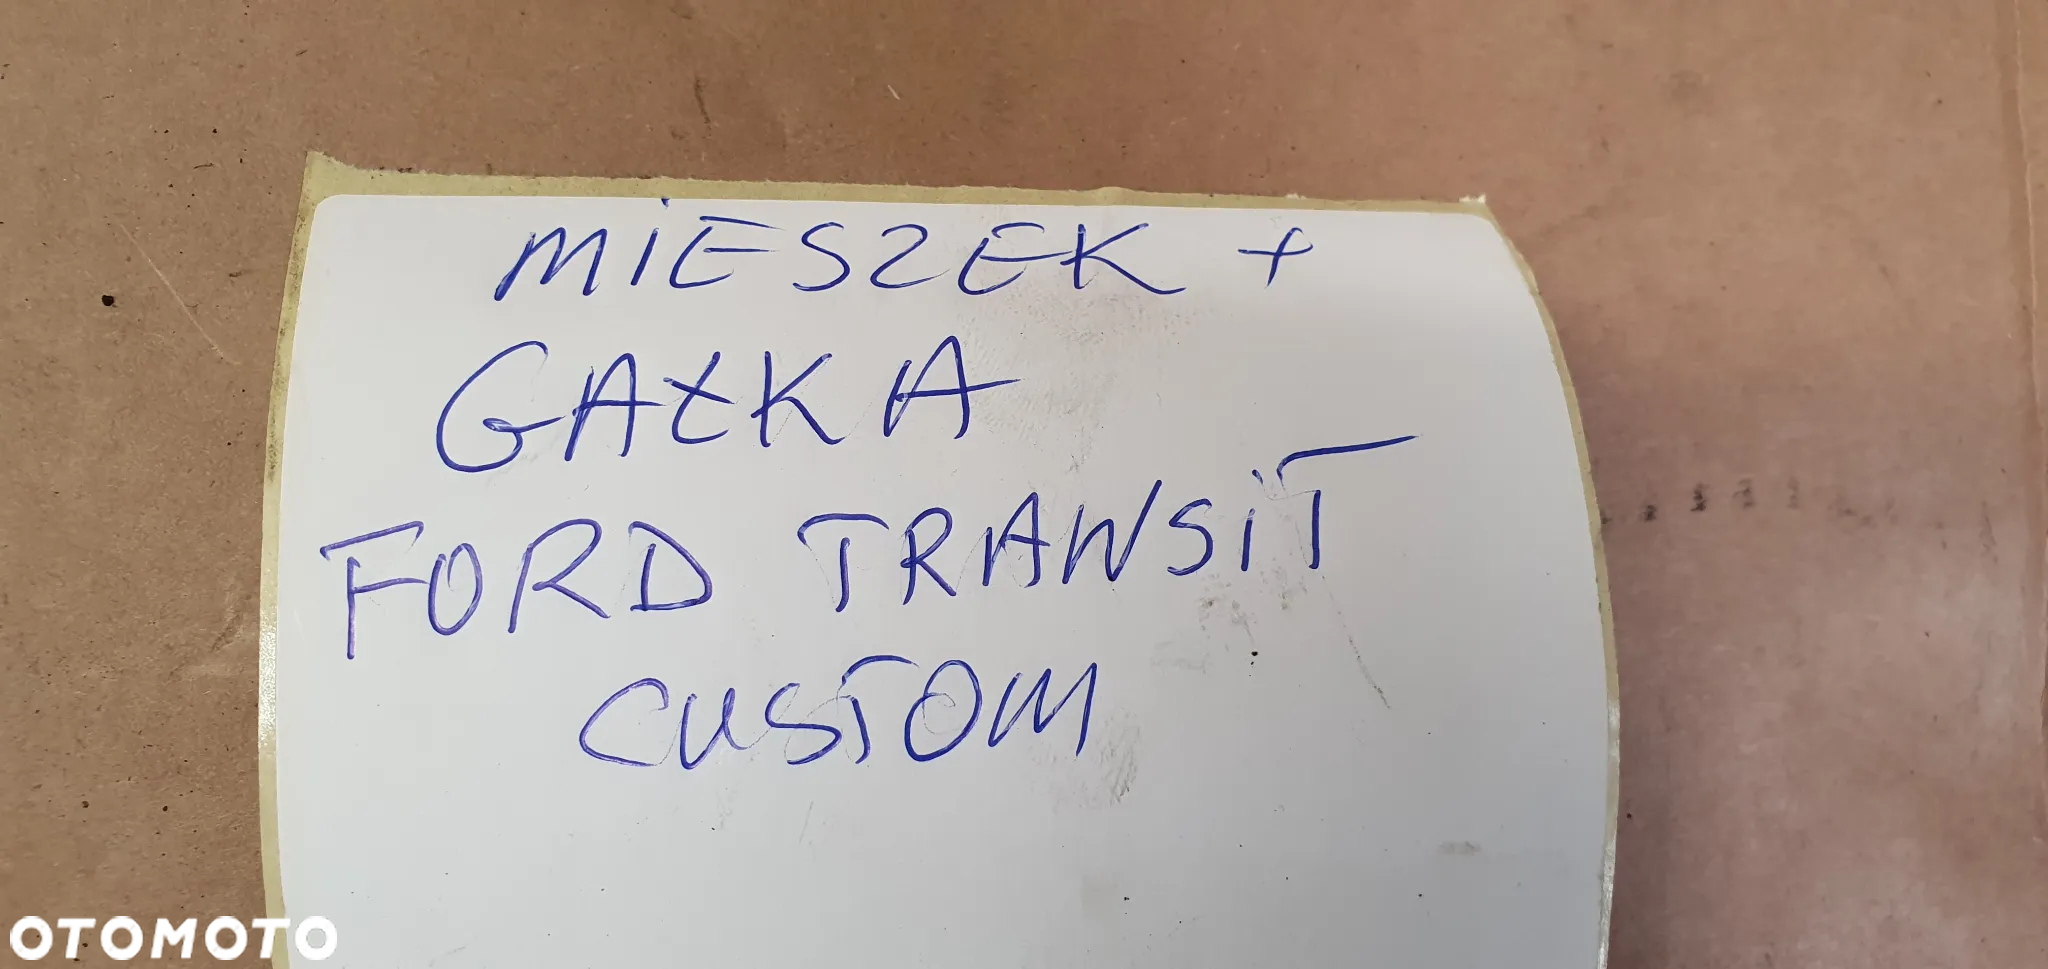 MIESZEK +
GAŁKA
FORD TRANSIT
CUSTOM
OTOMOTO